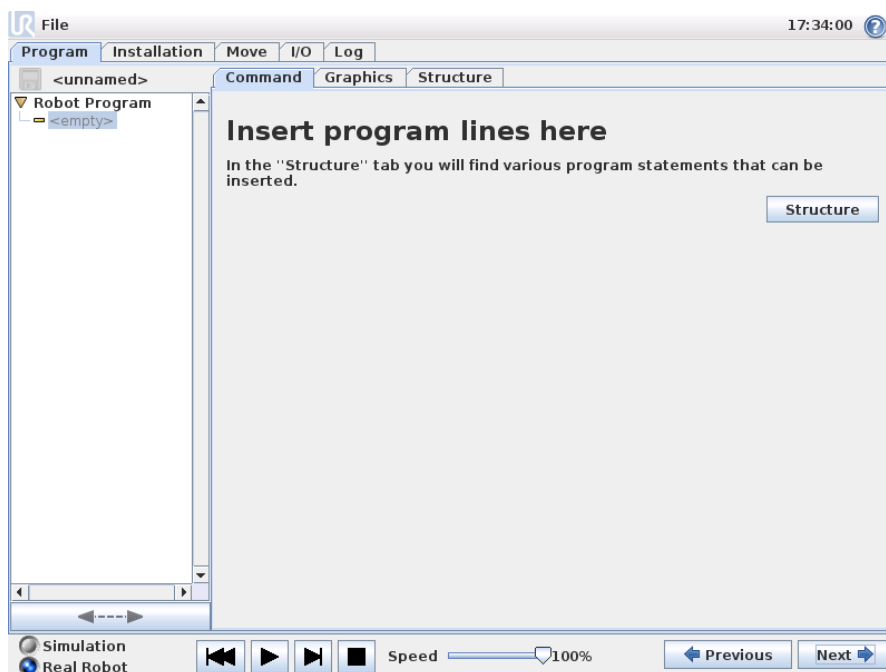 UR File 17:34:00 ?
Program Installation Move I/O Log
<unnamed> Command Graphics Structure
Robot Program
<empty>
Insert program lines here
In the "Structure" tab you will find various program statements that can be
inserted.
Structure
Simulation
Real Robot
Speed 100% Previous Next